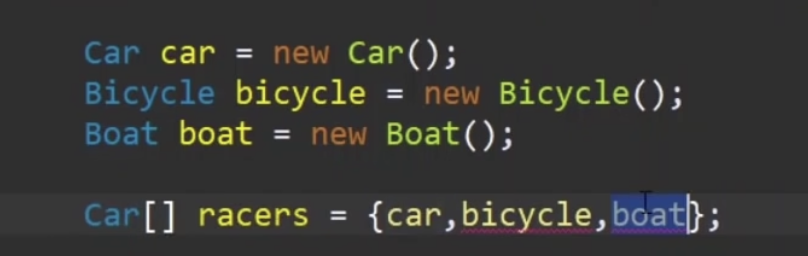 Car car = new Car();
Bicycle bicycle = new Bicycle();
Boat boat = new Boat();
Car[] racers = {car,bicycle,boat};